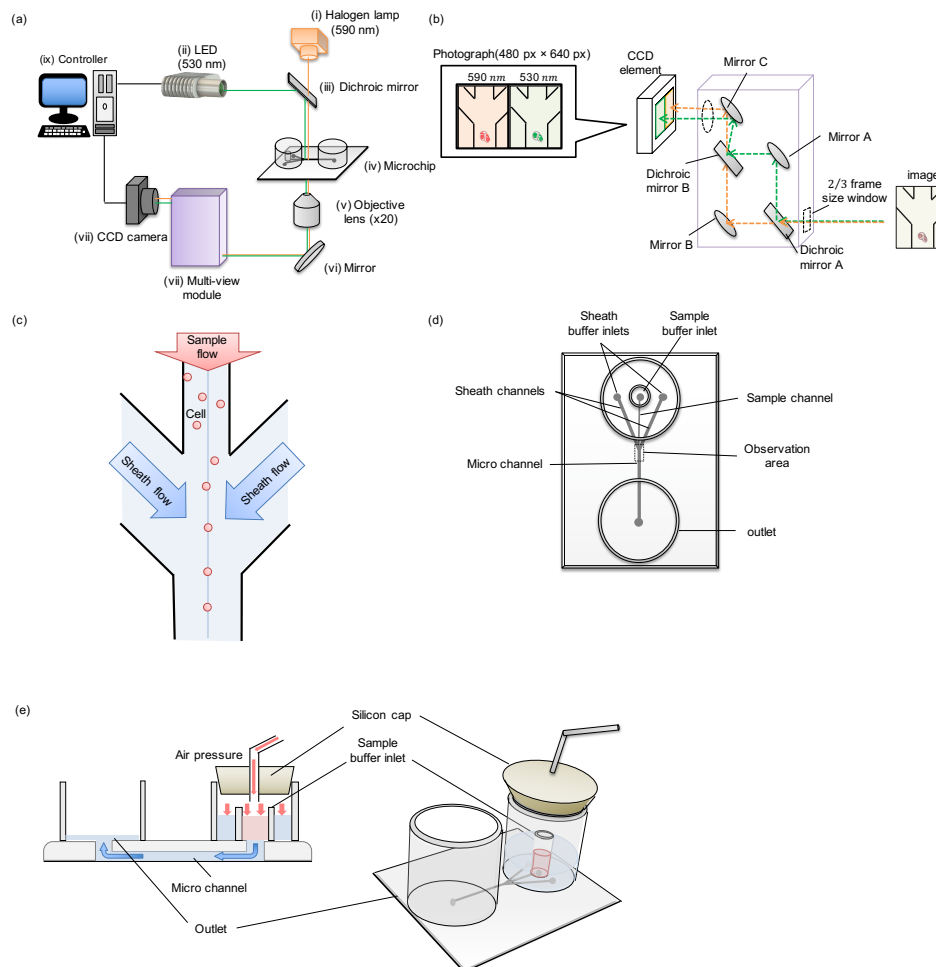 (a)
(i) Halogen lamp
(590 nm)
(ii) LED
(530 nm)
(ix) Controller
(iii) Dichroic mirror
(iv) Microchip
(v) Objective
lens (x20)
(vii) CCD camera
(vi) Mirror
(vii) Multi-view
module
(b)
Photograph(480 px × 640 px)
590 nm
530 nm
CCD
element
Mirror C
Mirror A
Dichroic
mirror B
2/3 frame
size window
image
Mirror B
Dichroic
mirror A
(c)
Sample
flow
Cell
Sheath flow
Sheath flow
(d)
Sheath
buffer inlets
Sample
buffer inlet
Sheath channels
Sample channel
Micro channel
Observation
area
outlet
(e)
Silicon cap
Air pressure
Sample
buffer inlet
Micro channel
Outlet